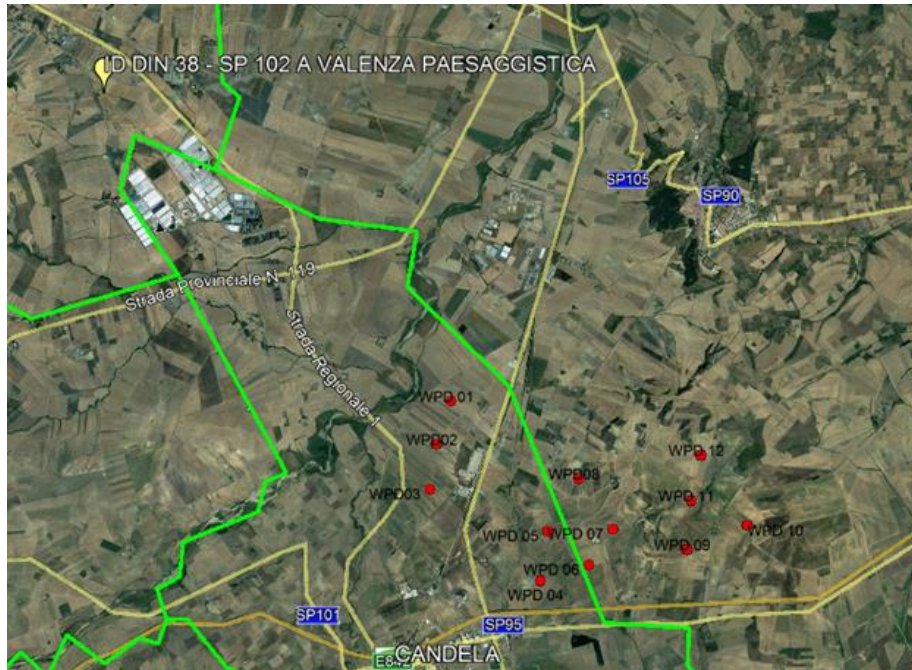 ID DIN 38 - SP 102 A VALENZA PAESAGGISTICA
SP105
SP90
Strada Provinciale N. 119
Strada Regionale 1
WPD 01
WPD02
WPD 12
WPD08
WPD03
WPD 11
WPD 05
WPD 07
WPD 10
WPD 09
WPD 06
WPD 04
SP101
SP95
E842
CANDELA